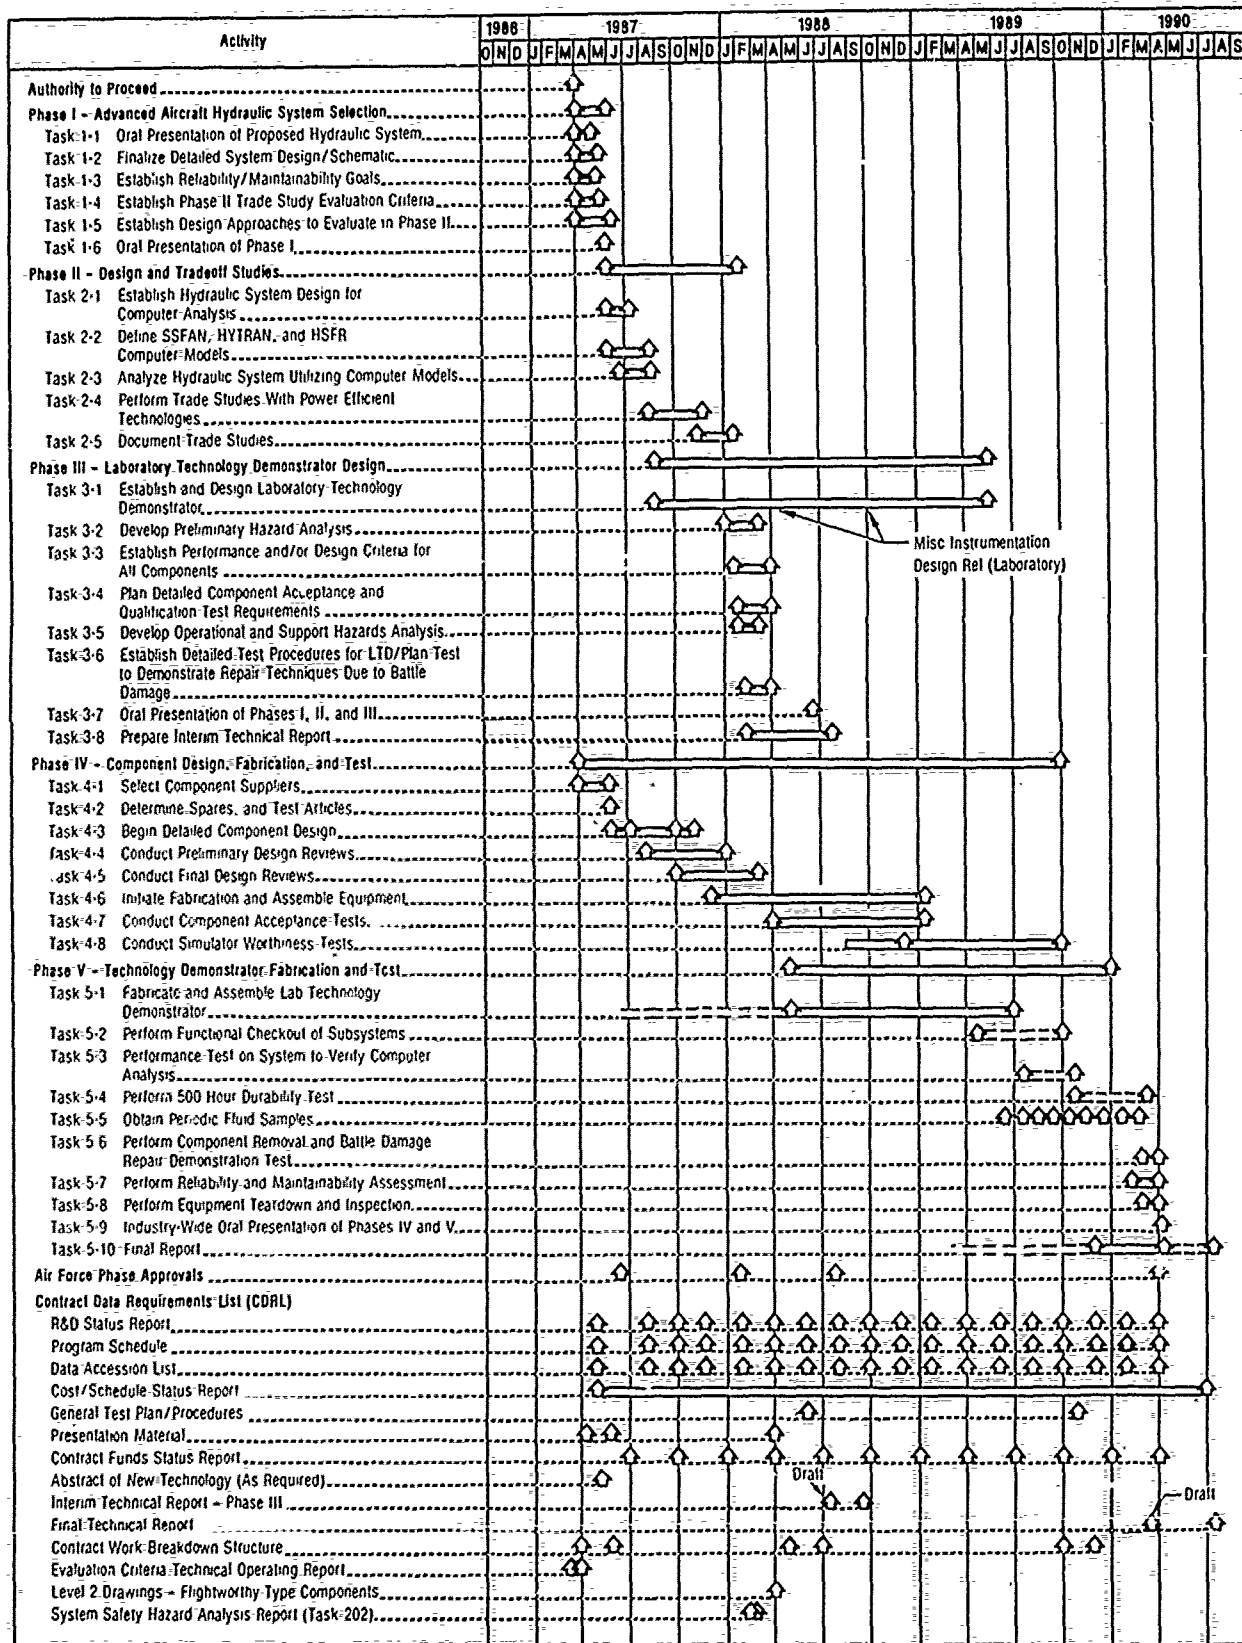 Activity
1986 1987 1988 1989 1990
O N D J F M A M J J A S O N D J F M A M J J A S O N D J F M A M J J A S O N D J F M A M J J A S
Authority to Proceed
Phase I - Advanced Aircraft Hydraulic System Selection
Task 1-1 Oral Presentation of Proposed Hydraulic System
Task 1-2 Finalize Detailed System Design/Schematic
Task 1-3 Establish Reliability/Maintainability Goals
Task 1-4 Establish Phase II Trade Study Evaluation Criteria
Task 1-5 Establish Design Approaches to Evaluate in Phase II
Task 1-6 Oral Presentation of Phase I
Phase II - Design and Tradeoff Studies
Task 2-1 Establish Hydraulic System Design for
Computer Analysis
Task 2-2 Define SSFAN, HYTRAN, and HSFR
Computer Models
Task 2-3 Analyze Hydraulic System Utilizing Computer Models
Task 2-4 Perform Trade Studies With Power Efficient
Technologies
Task 2-5 Document Trade Studies
Phase III - Laboratory Technology Demonstrator Design
Task 3-1 Establish and Design Laboratory Technology
Demonstrator
Task 3-2 Develop Preliminary Hazard Analysis
Misc Instrumentation
Design Rel (Laboratory)
Task 3-3 Establish Performance and/or Design Criteria for
All Components
Task 3-4 Plan Detailed Component Acceptance and
Qualification Test Requirements
Task 3-5 Develop Operational and Support Hazards Analysis
Task 3-6 Establish Detailed Test Procedures for LTD/Plan Test
to Demonstrate Repair Techniques Due to Battle
Damage
Task 3-7 Oral Presentation of Phases I, II, and III
Task 3-8 Prepare Interim Technical Report
Phase IV - Component Design, Fabrication, and Test
Task 4-1 Select Component Suppliers
Task 4-2 Determine Spares, and Test Articles
Task 4-3 Begin Detailed Component Design
Task 4-4 Conduct Preliminary Design Reviews
Task 4-5 Conduct Final Design Reviews
Task 4-6 Initiate Fabrication and Assemble Equipment
Task 4-7 Conduct Component Acceptance Tests
Task 4-8 Conduct Simulator Worthiness Tests
Phase V - Technology Demonstrator Fabrication and Test
Task 5-1 Fabricate and Assemble Lab Technology
Demonstrator
Task 5-2 Perform Functional Checkout of Subsystems
Task 5-3 Performance Test on System to Verify Computer
Analysis
Task 5-4 Perform 500 Hour Durability Test
Task 5-5 Obtain Periodic Fluid Samples
Task 5 6 Perform Component Removal and Battle Damage
Repair Demonstration Test
Task 5-7 Perform Reliability and Maintainability Assessment
Task 5-8 Perform Equipment Teardown and Inspection
Task 5-9 Industry-Wide Oral Presentation of Phases IV and V
Task 5-10 Final Report
Air Force Phase Approvals
Contract Data Requirements List (CDRL)
R&D Status Report
Program Schedule
Data Accession List
Cost/Schedule Status Report
General Test Plan/Procedures
Presentation Material
Contract Funds Status Report
Abstract of New Technology (As Required)
Draft
Interim Technical Report - Phase III
Draft
Final Technical Report
Contract Work Breakdown Structure
Evaluation Criteria Technical Operating Report
Level 2 Drawings - Flightworthy Type Components
System Safety Hazard Analysis Report (Task 202)